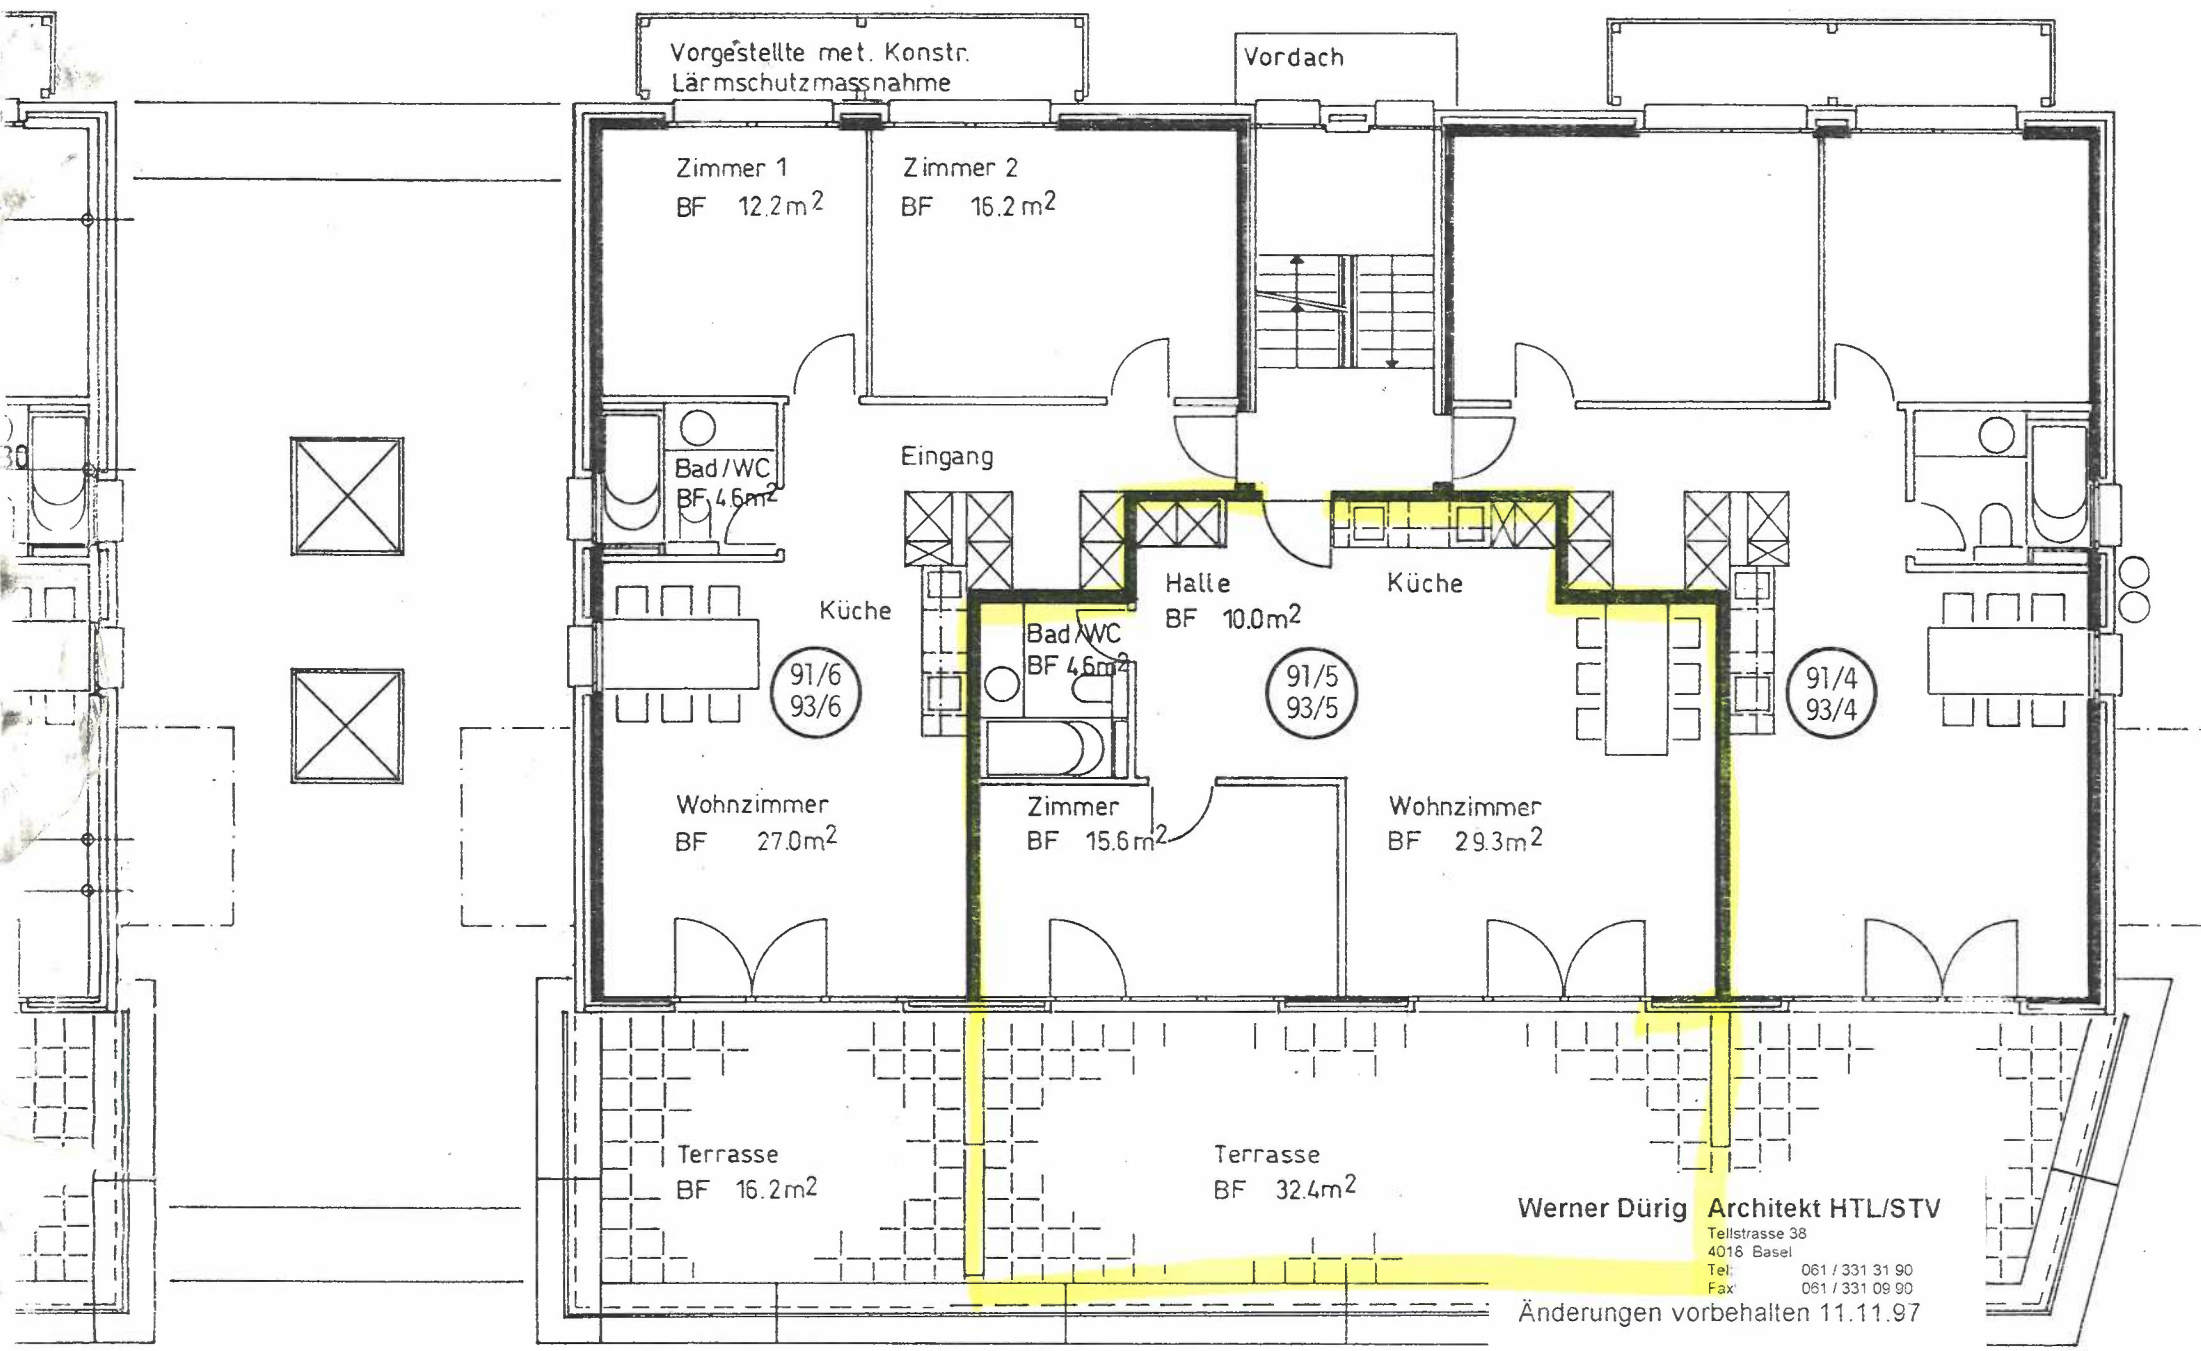 Vorgestellte met. Konstr.
Lärmschutzmassnahme
Vordach
Zimmer 1
BF 12.2m²
Zimmer 2
BF 16.2m²
Eingang
Bad/WC
BF 4.6m²
30
Küche
91/6
93/6
Wohnzimmer
BF 27.0m²
Halle
BF 10.0m²
Küche
Bad/WC
BF 4.6m²
91/5
93/5
Zimmer
BF 15.6m²
Wohnzimmer
BF 29.3m²
91/4
93/4
Terrasse
BF 16.2m²
Terrasse
BF 32.4m²
Werner Dürig Architekt HTL/STV
Tellstrasse 38
4018 Basel
Tel: 061 / 331 31 90
Fax: 061 / 331 09 90
Änderungen vorbehalten 11.11.97